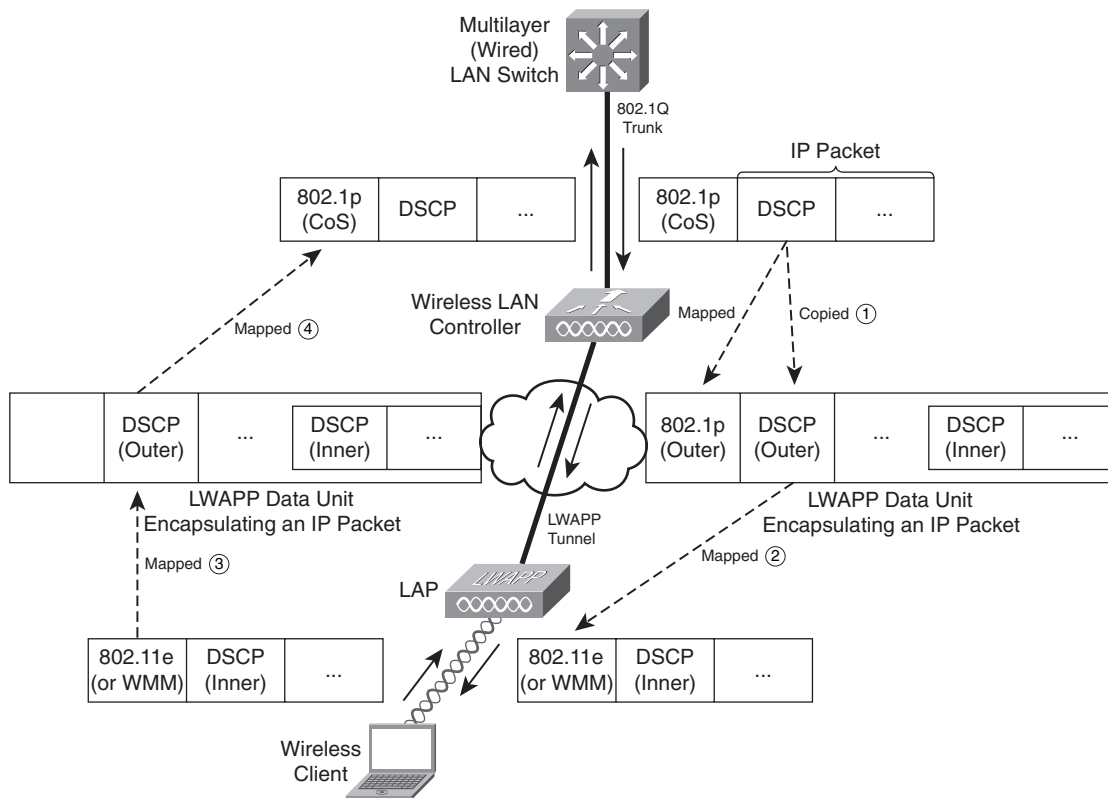 Multilayer
(Wired)
LAN Switch
802.1Q
Trunk
IP Packet
802.1p
(CoS)
DSCP
...
802.1p
(CoS)
DSCP
...
Wireless LAN
Controller
Mapped ④
Mapped
Copied ①
DSCP
(Outer)
...
DSCP
(Inner)
...
802.1p
(Outer)
DSCP
(Outer)
...
DSCP
(Inner)
...
LWAPP Data Unit
Encapsulating an IP Packet
LWAPP
Tunnel
LWAPP Data Unit
Encapsulating an IP Packet
Mapped ③
Mapped ②
LAP
LWAPP
802.11e
(or WMM)
DSCP
(Inner)
...
802.11e
(or WMM)
DSCP
(Inner)
...
Wireless
Client